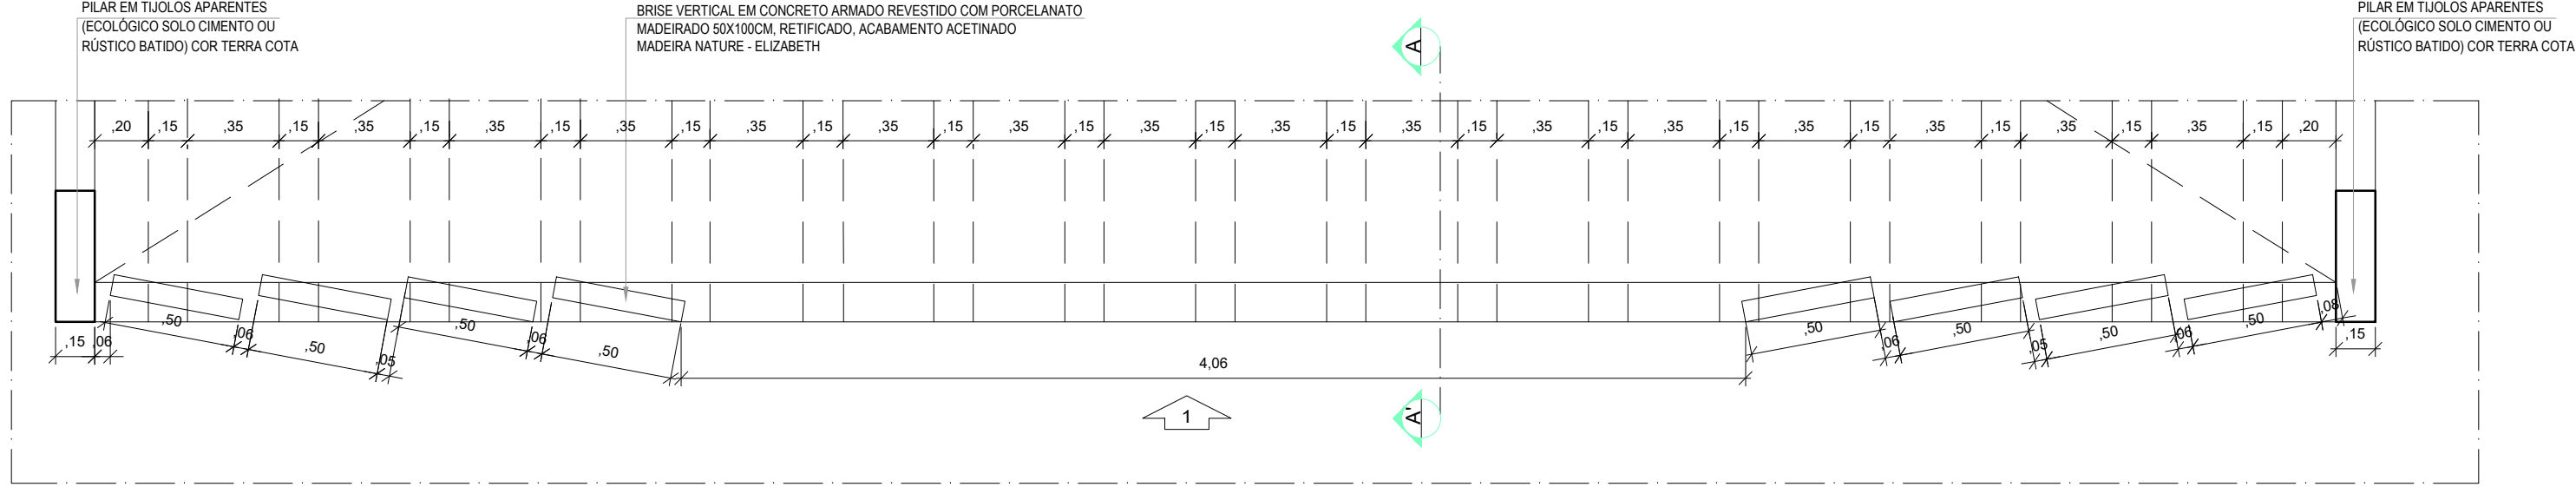 PILAR EM TIJOLOS APARENTES
(ECOLÓGICO SOLO CIMENTO OU
RÚSTICO BATIDO) COR TERRA COTA
BRISE VERTICAL EM CONCRETO ARMADO REVESTIDO COM PORCELANATO
MADEIRADO 50X100CM, RETIFICADO, ACABAMENTO ACETINADO
MADEIRA NATURE - ELIZABETH
A
PILAR EM TIJOLOS APARENTES
(ECOLÓGICO SOLO CIMENTO OU
RÚSTICO BATIDO) COR TERRA COTA
,20 ,15 ,35 ,15 ,35 ,15 ,35 ,15 ,35 ,15 ,35 ,15 ,35 ,15 ,35 ,15 ,35 ,15 ,35 ,15 ,35 ,15 ,35 ,15 ,35 ,15 ,35 ,15 ,35 ,15 ,35 ,15 ,35 ,15 ,20
,15 ,06 ,50 ,06 ,50 ,05 ,50 ,06 ,50 4,06 ,50 ,06 ,50 ,05 ,50 ,06 ,50 ,08 ,15
1
A'